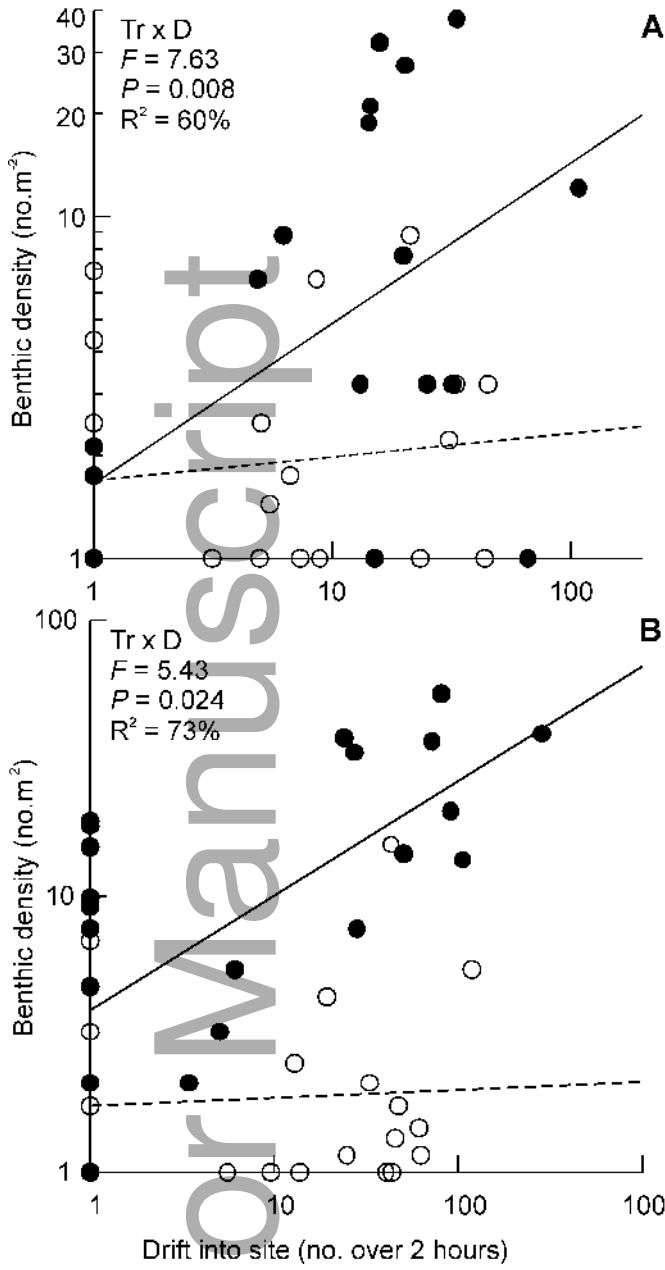 A
Tr x D
F = 7.63
P = 0.008
R² = 60%
40
30
20
10
1
Benthic density (no.m⁻²)
1 10 100
B
Tr x D
F = 5.43
P = 0.024
R² = 73%
100
10
1
Benthic density (no.m⁻²)
1 10 100 100
Drift into site (no. over 2 hours)
or Manuscript